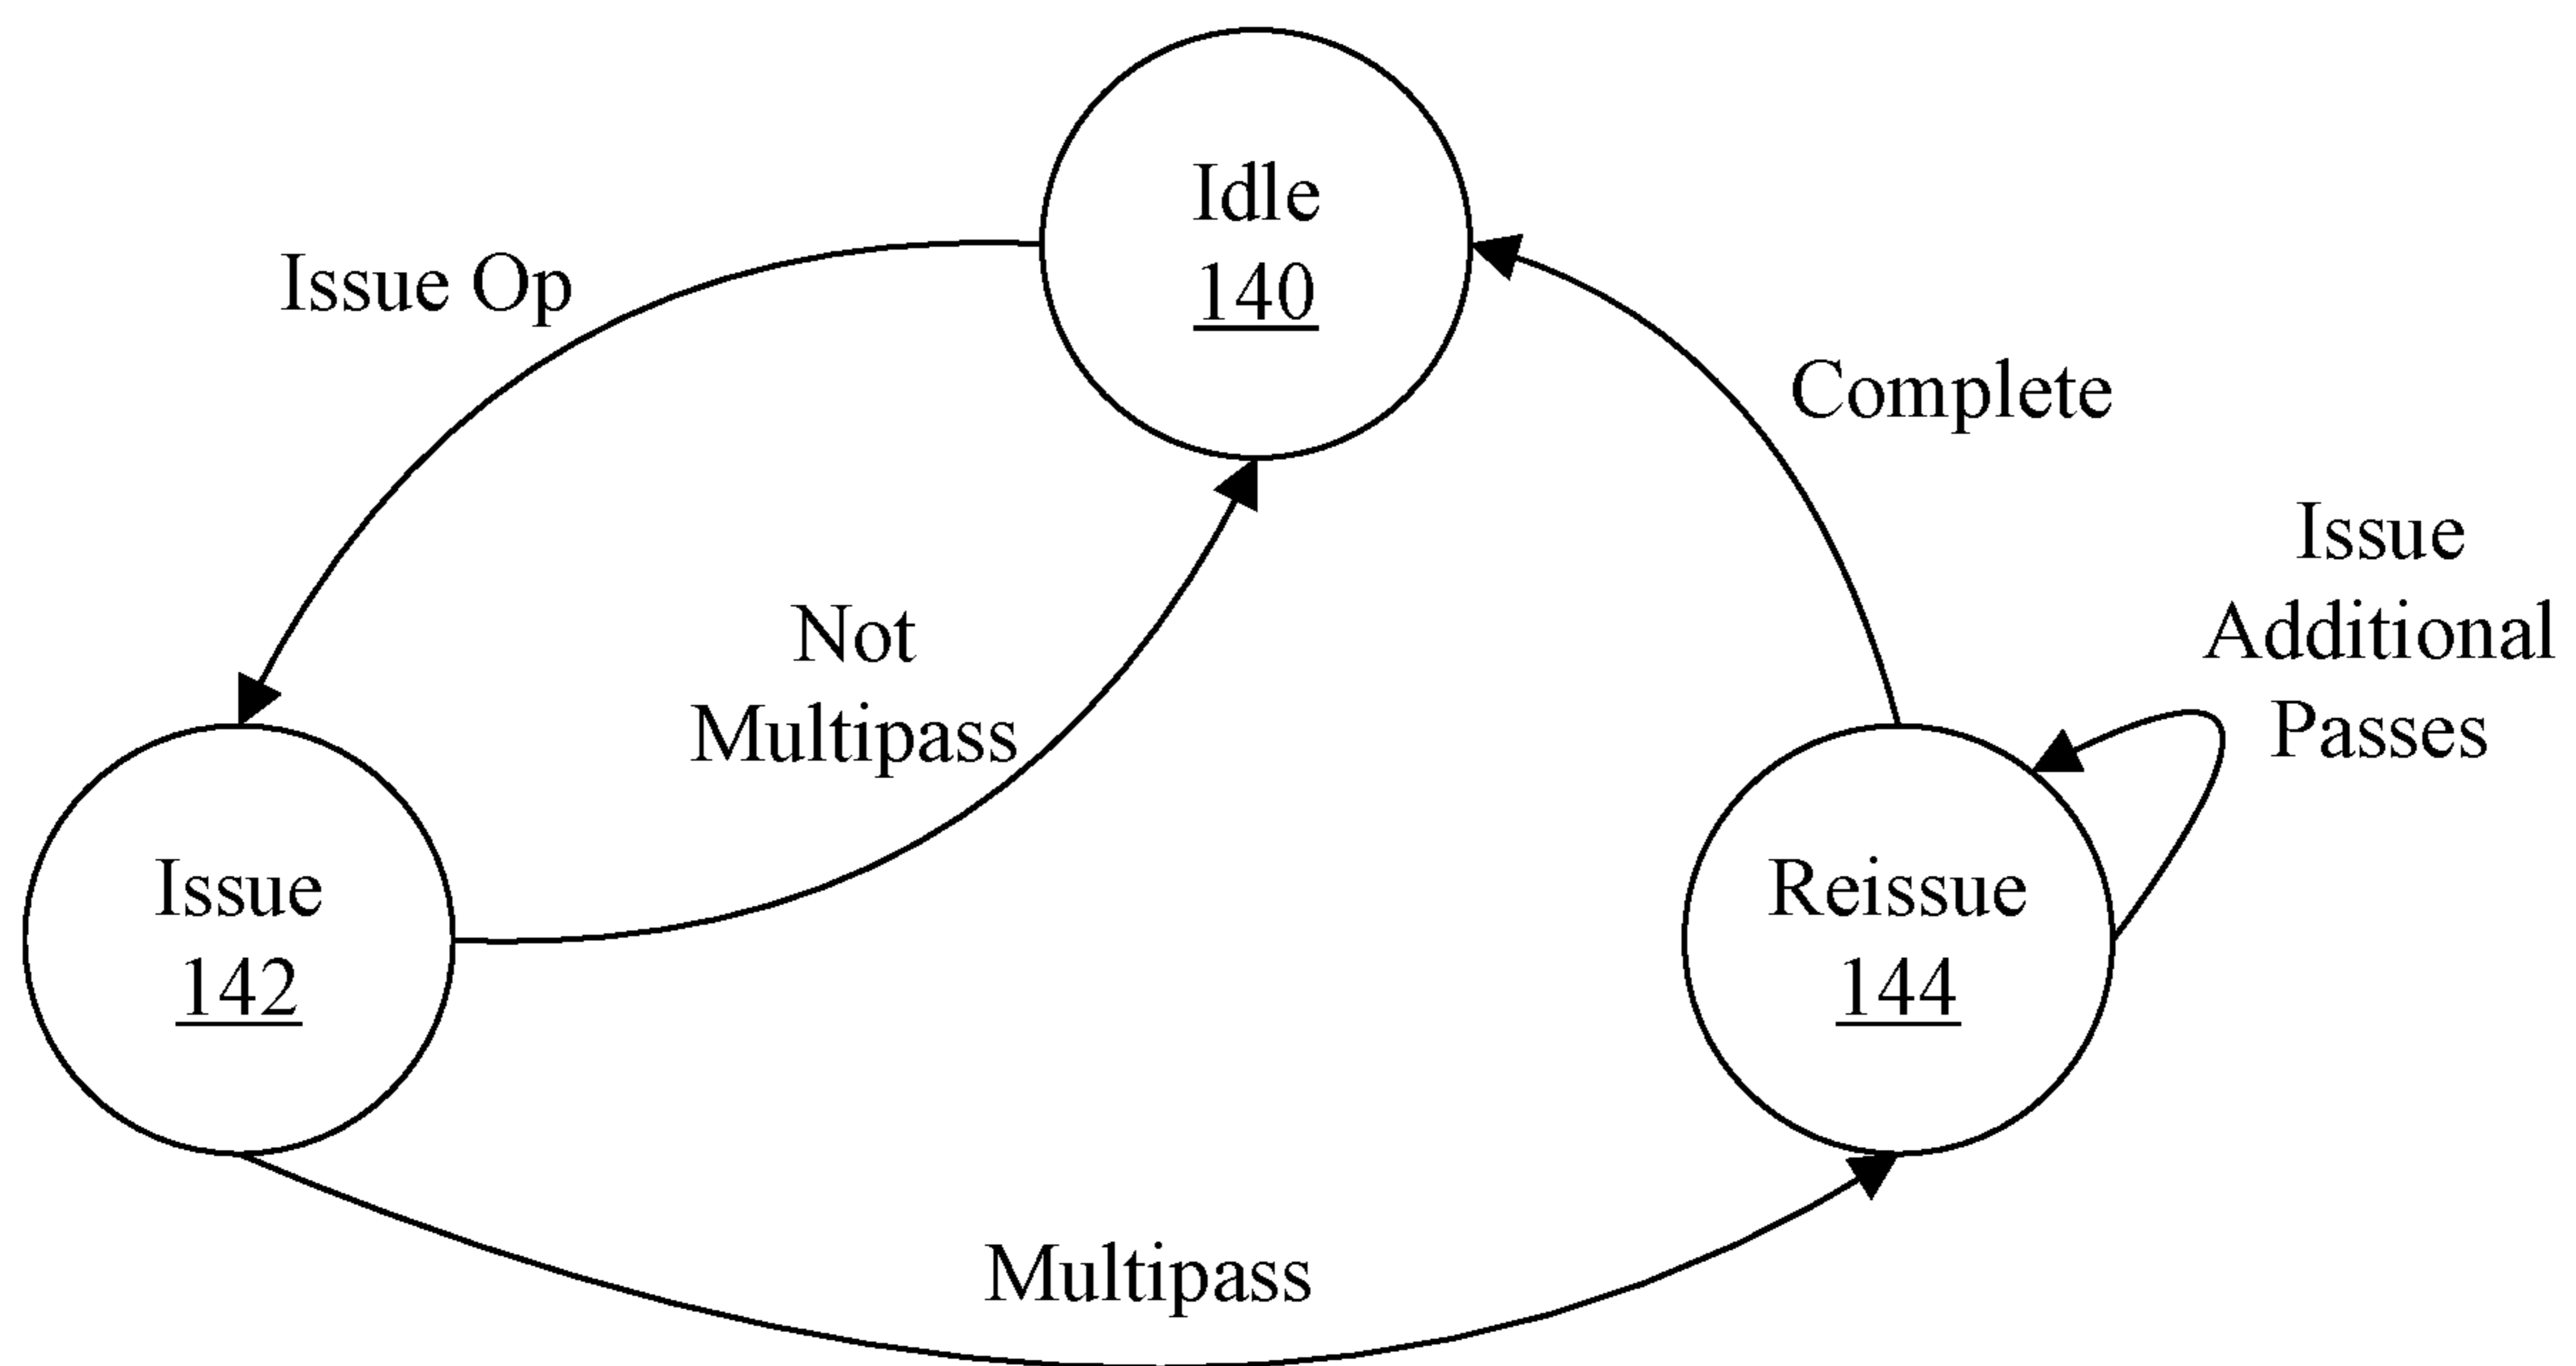 Idle
140
Issue Op
Complete
Issue
Additional
Passes
Not
Multipass
Issue
142
Reissue
144
Multipass